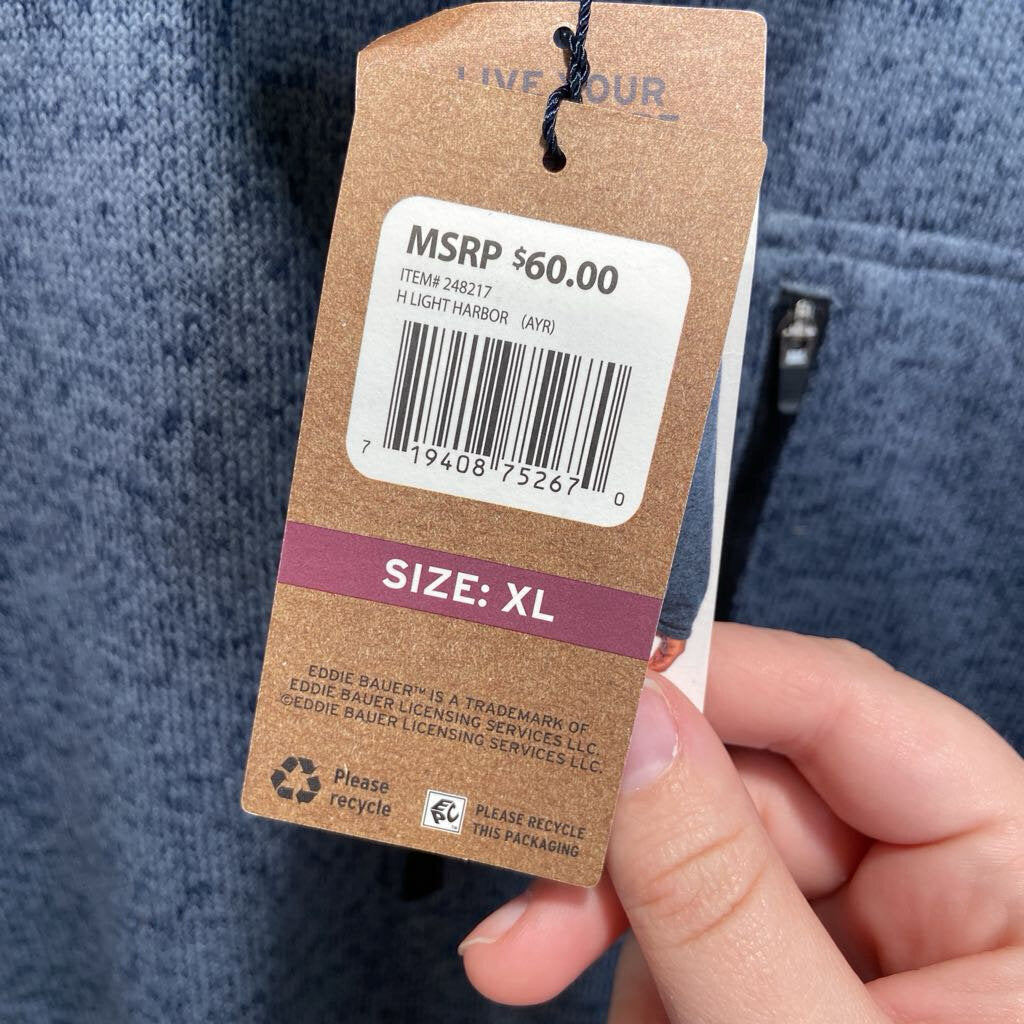 LIVE YOUR
MSRP $60.00
ITEM# 248217
H LIGHT HARBOR (AYR)
7 19408 75267 0
SIZE: XL
EDDIE BAUER™ IS A TRADEMARK OF
EDDIE BAUER LICENSING SERVICES LLC.
©EDDIE BAUER LICENSING SERVICES LLC.
Please
recycle
EPC
PLEASE RECYCLE
THIS PACKAGING